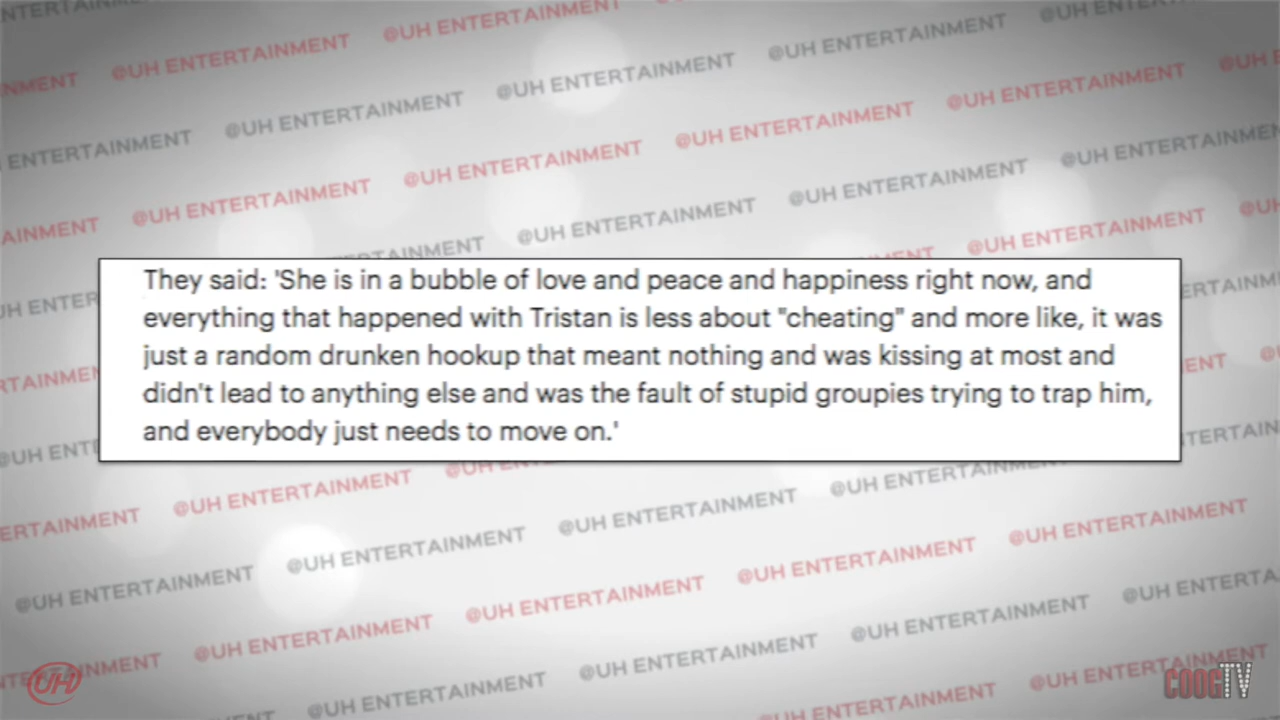 @UH ENTERTAINMENT
They said: 'She is in a bubble of love and peace and happiness right now, and
everything that happened with Tristan is less about "cheating" and more like, it was
just a random drunken hookup that meant nothing and was kissing at most and
didn't lead to anything else and was the fault of stupid groupies trying to trap him,
and everybody just needs to move on.'
UH
COOGTV